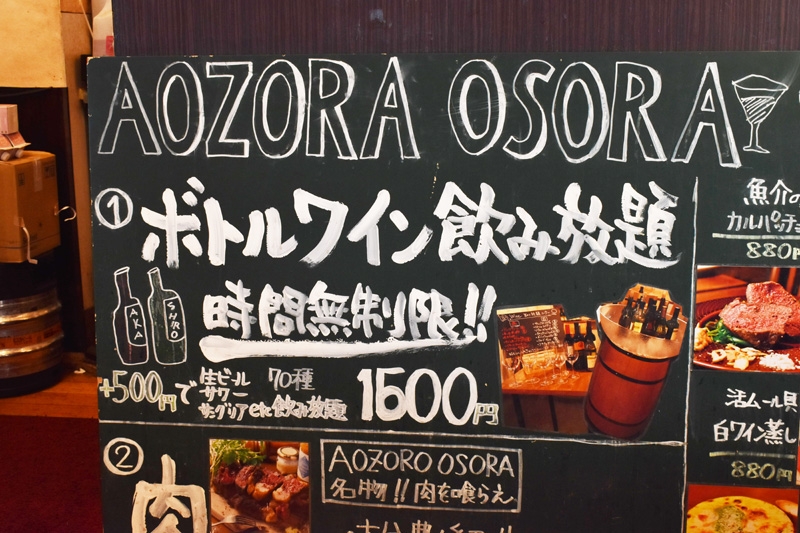 AOZORA OSORA
① ボトルワイン飲み放題
時間無制限!!
AKA
SHIRO
+500円で
生ビール 70種
サワー
サングリアetc飲み放題
1500円
魚介の
カルパッチョ
880円
活ムール貝
白ワイン蒸し
880円
② 肉
AOZORO OSORA
名物!! 肉を喰らえ